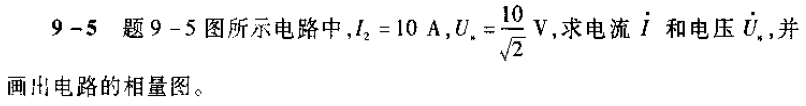 9-5 题 9-5 图所示电路中, I₂ = 10 A, Uₛ = 10/√2 V, 求电流 İ 和电压 U̇ₛ, 并
画出电路的相量图。